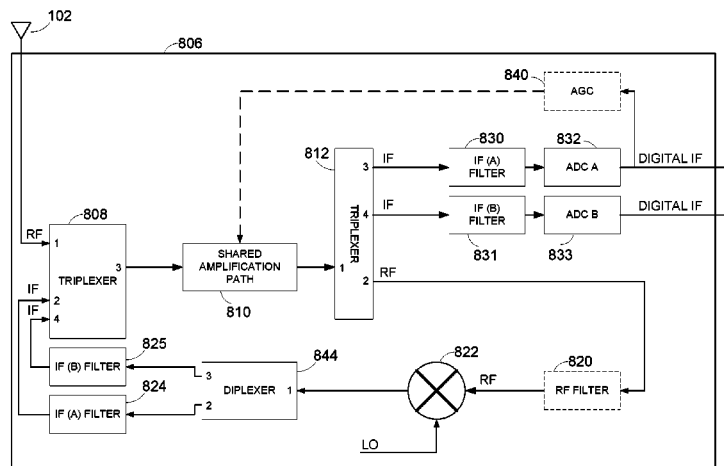 102
806
840
AGC
812
830
832
IF
IF (A) FILTER
ADC A
DIGITAL IF
3
808
RF
1
TRIPLEXER
3
IF
2
IF
4
SHARED AMPLIFICATION PATH
810
1
TRIPLEXER
4
2
IF
IF (B) FILTER
831
ADC B
833
DIGITAL IF
RF
825
IF (B) FILTER
824
IF (A) FILTER
844
3
DIPLEXER
1
2
822
RF
820
RF FILTER
LO